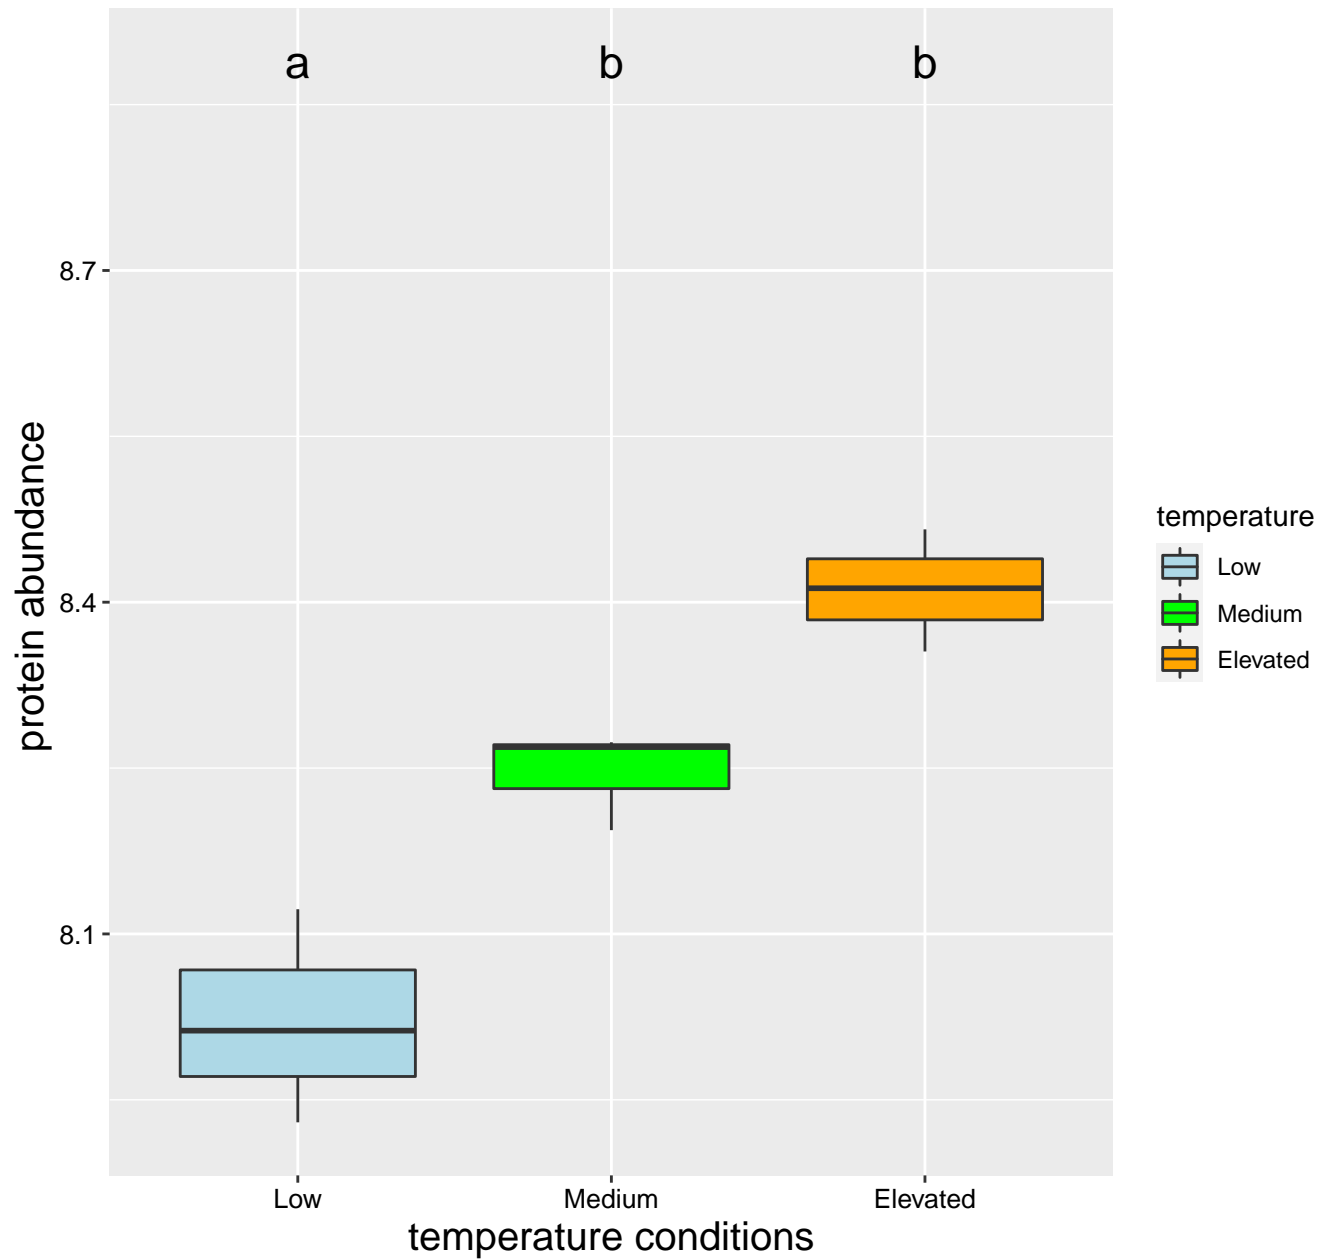 a b b
8.7
8.4
8.1
protein abundance
Low Medium Elevated
temperature conditions
temperature
Low
Medium
Elevated